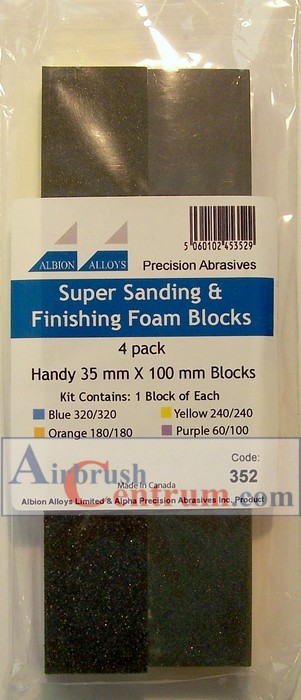 5 060102 453529
ALBION ALLOYS
Precision Abrasives
Super Sanding &
Finishing Foam Blocks
4 pack
Handy 35 mm X 100 mm Blocks
Kit Contains: 1 Block of Each
Blue 320/320 Yellow 240/240
Orange 180/180 Purple 60/100
Code:
352
Airbrush
Centrum.com
Made In Canada
Albion Alloys Limited & Alpha Precision Abrasives Inc. Product